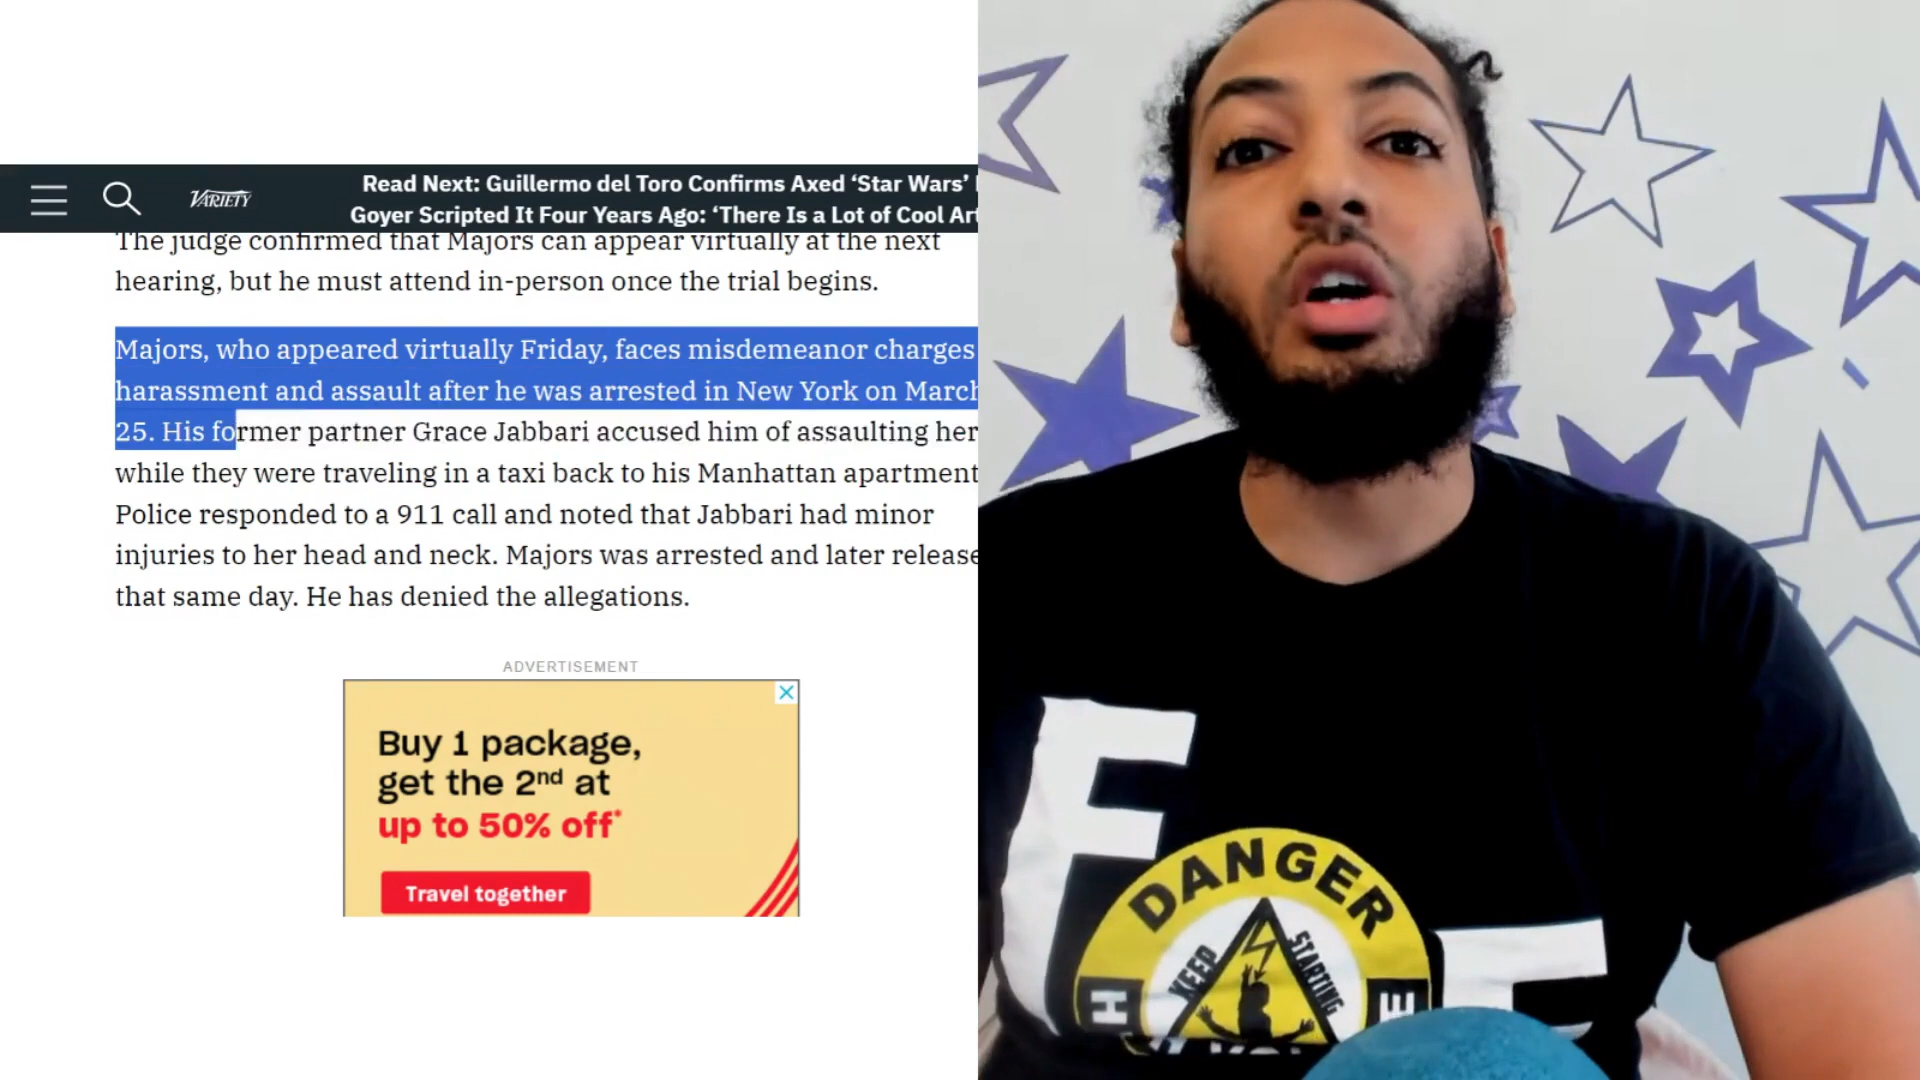 VARIETY
Read Next: Guillermo del Toro Confirms Axed ‘Star Wars’
Goyer Scripted It Four Years Ago: ‘There Is a Lot of Cool Art
The judge confirmed that Majors can appear virtually at the next
hearing, but he must attend in-person once the trial begins.
Majors, who appeared virtually Friday, faces misdemeanor charges
harassment and assault after he was arrested in New York on March
25. His former partner Grace Jabbari accused him of assaulting her
while they were traveling in a taxi back to his Manhattan apartment
Police responded to a 911 call and noted that Jabbari had minor
injuries to her head and neck. Majors was arrested and later release
that same day. He has denied the allegations.
ADVERTISEMENT
Buy 1 package,
get the 2nd at
up to 50% off*
Travel together
DANGER
KEEP
STARTING
H
E